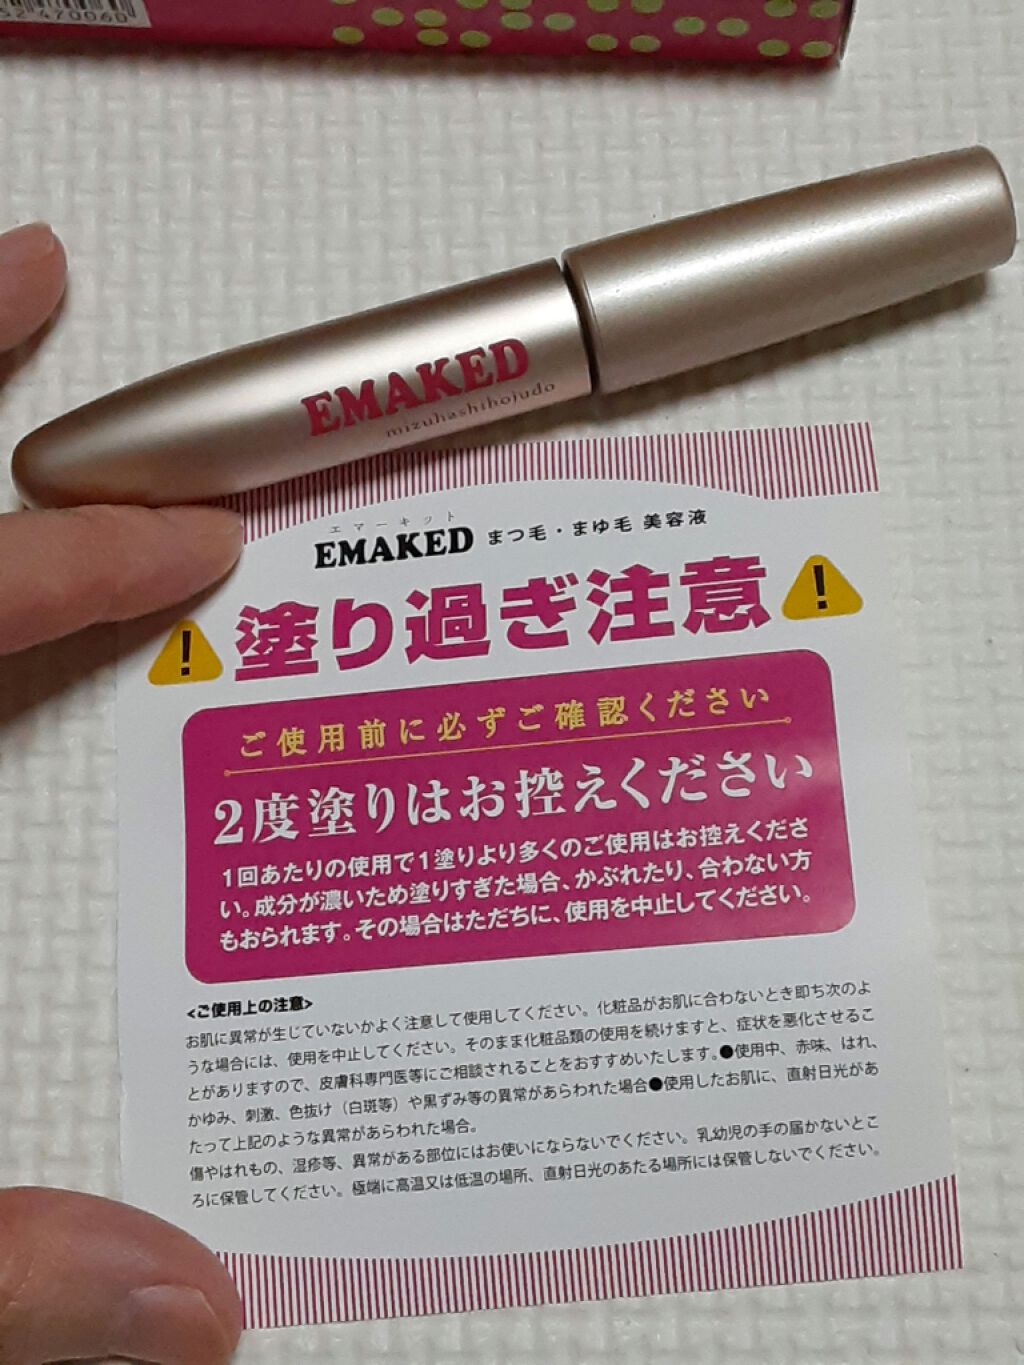 470060
EMAKED
mizuhashihojudo
エマーキット
EMAKED まつ毛・まゆ毛 美容液
塗り過ぎ注意
ご使用前に必ずご確認ください
2度塗りはお控えください
1回あたりの使用で1塗りより多くのご使用はお控えくださ
い。成分が濃いため塗りすぎた場合、かぶれたり、合わない方
もおられます。その場合はただちに、使用を中止してください。
<ご使用上の注意>
お肌に異常が生じていないかよく注意して使用してください。化粧品がお肌に合わないとき即ち次のよ
うな場合には、使用を中止してください。そのまま化粧品類の使用を続けますと、症状を悪化させるこ
とがありますので、皮膚科専門医等にご相談されることをおすすめいたします。●使用中、赤味、はれ、
かゆみ、刺激、色抜け（白斑等）や黒ずみ等の異常があらわれた場合●使用したお肌に、直射日光があ
たって上記のような異常があらわれた場合。
傷やはれもの、湿疹等、異常がある部位にはお使いにならないでください。乳幼児の手の届かないとこ
ろに保管してください。極端に高温又は低温の場所、直射日光のあたる場所には保管しないでください。